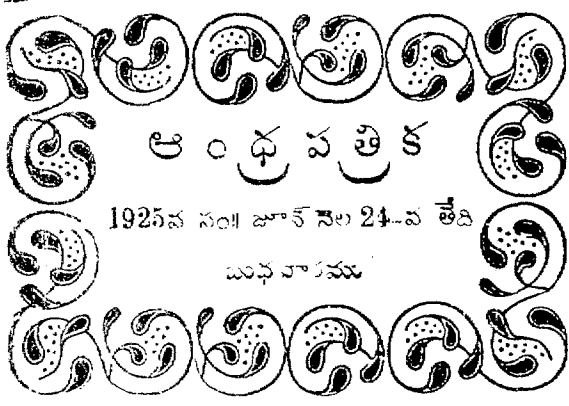 ఆంధ్రపత్రిక
1925వ సం॥ జూన్ నెల 24-వ తేది
బుధవారము